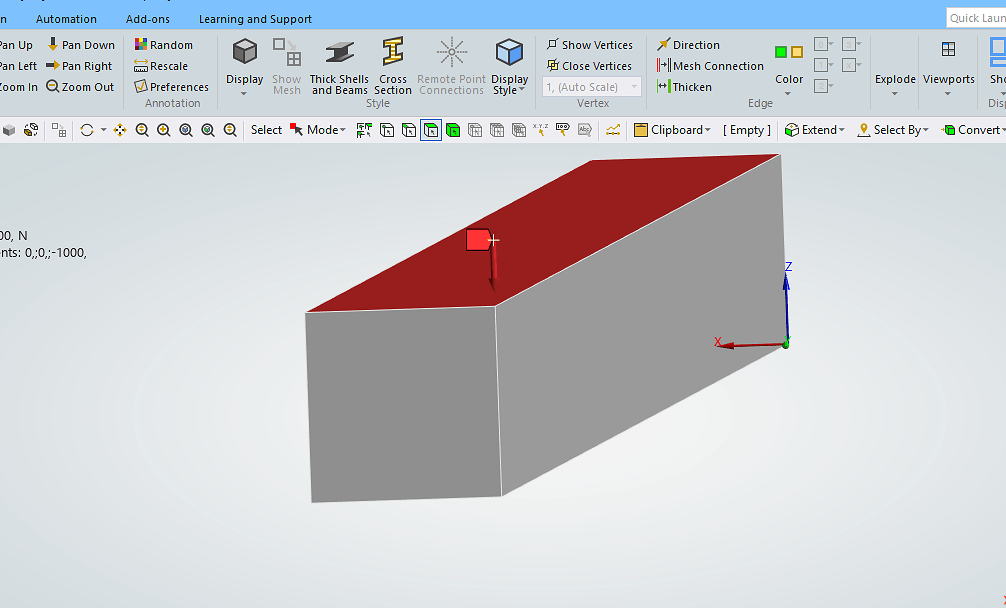 Automation Add-ons Learning and Support
Quick Laun
Pan Up Pan Down Random
Pan Left Pan Right Rescale
Zoom In Zoom Out Preferences
Annotation
Display
Show Mesh
Thick Shells and Beams
Cross Section
Remote Point Connections
Display Style
Style
Show Vertices
Close Vertices
1, (Auto Scale)
Vertex
Direction
Mesh Connection
Thicken
Color
Edge
Explode
Viewports
Sho
Disp
Select Mode Clipboard [ Empty ] Extend Select By Convert
00, N
nts: 0,;0,;-1000,
Z
X